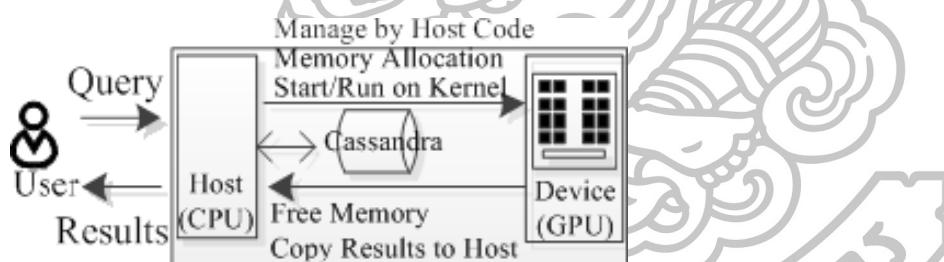 Manage by Host Code
Memory Allocation
Start/Run on Kernel
Query
Cassandra
User
Host
(CPU)
Device
(GPU)
Results
Free Memory
Copy Results to Host